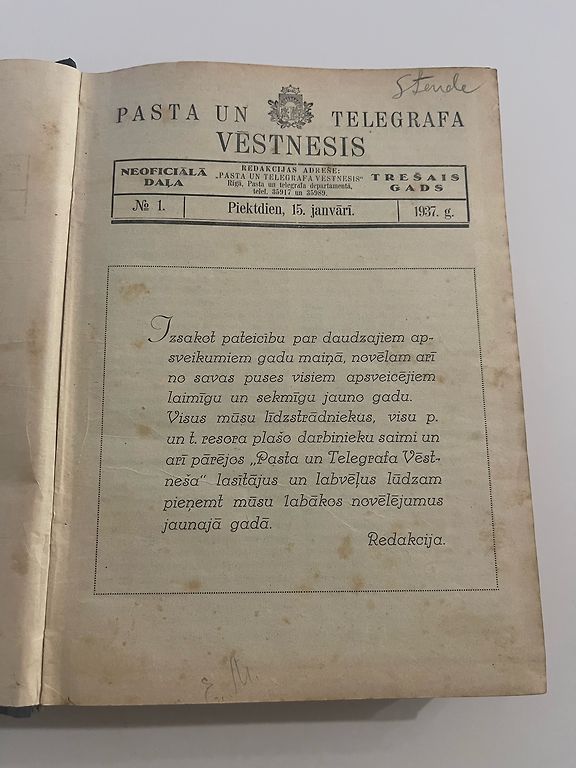 Stende
PASTA UN TELEGRAFA
VĒSTNESIS
NEOFICIĀLĀ
DAĻA
REDAKCIJAS ADRESE:
„PASTA UN TELEGRAFA VĒSTNESIS“
Rīgā, Pasta un telegrafa departamentā,
telef. 35917 un 35989.
TREŠAIS
GADS
№ 1.
Piektdien, 15. janvārī.
1937. g.
Izsakot pateicību par daudzajiem ap-
sveikumiem gadu maiņā, novēlam arī
no savas puses visiem apsveicējiem
laimīgu un sekmīgu jauno gadu.
Visus mūsu līdzstrādniekus, visu p.
un t. resora plašo darbinieku saimi un
arī pārējos „Pasta un Telegrafa Vēst-
neša“ lasītājus un labvēļus lūdzam
pieņemt mūsu labākos novēlējumus
jaunajā gadā.
Redakcija.
E. M.